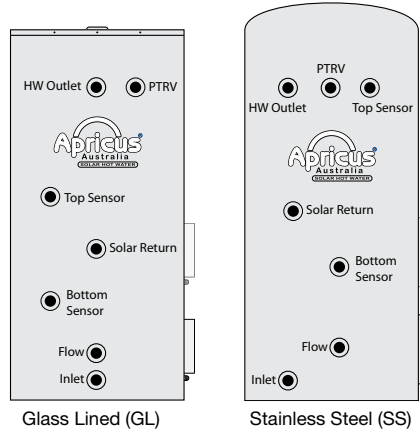 HW Outlet
PTRV
Apricus
Australia
SOLAR HOT WATER
Top Sensor
Solar Return
Bottom
Sensor
Flow
Inlet
Glass Lined (GL)
PTRV
HW Outlet
Top Sensor
Apricus
Australia
SOLAR HOT WATER
Solar Return
Bottom
Sensor
Flow
Inlet
Stainless Steel (SS)